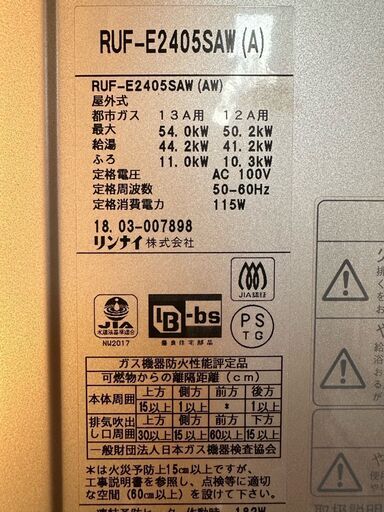 RUF-E2405SAW (A)
RUF-E2405SAW (AW)
屋外式
都市ガス 13A用 12A用
最大 54.0kW 50.2kW
給湯 44.2kW 41.2kW
ふろ 11.0kW 10.3kW
定格電圧 AC 100V
定格周波数 50-60Hz
定格消費電力 115W
18.03-007898
リンナイ株式会社
JIA
NW2017
BL-bs
優良住宅部品
JIA認証
PS
TG
ガス機器防火性能評定品
可燃物からの離隔距離(cm)
本体周囲 上方 側方 前方 後方
15以上 1以上 * 1以上
排気吹出し口周囲 上方 側方 前方 下方
30以上 15以上 60以上 15以上
一般財団法人日本ガス機器検査協会
*は火災予防上15cm以上ですが、
工事説明書を参照し、点検等に適切
な空間(60cm以上)を設けてください